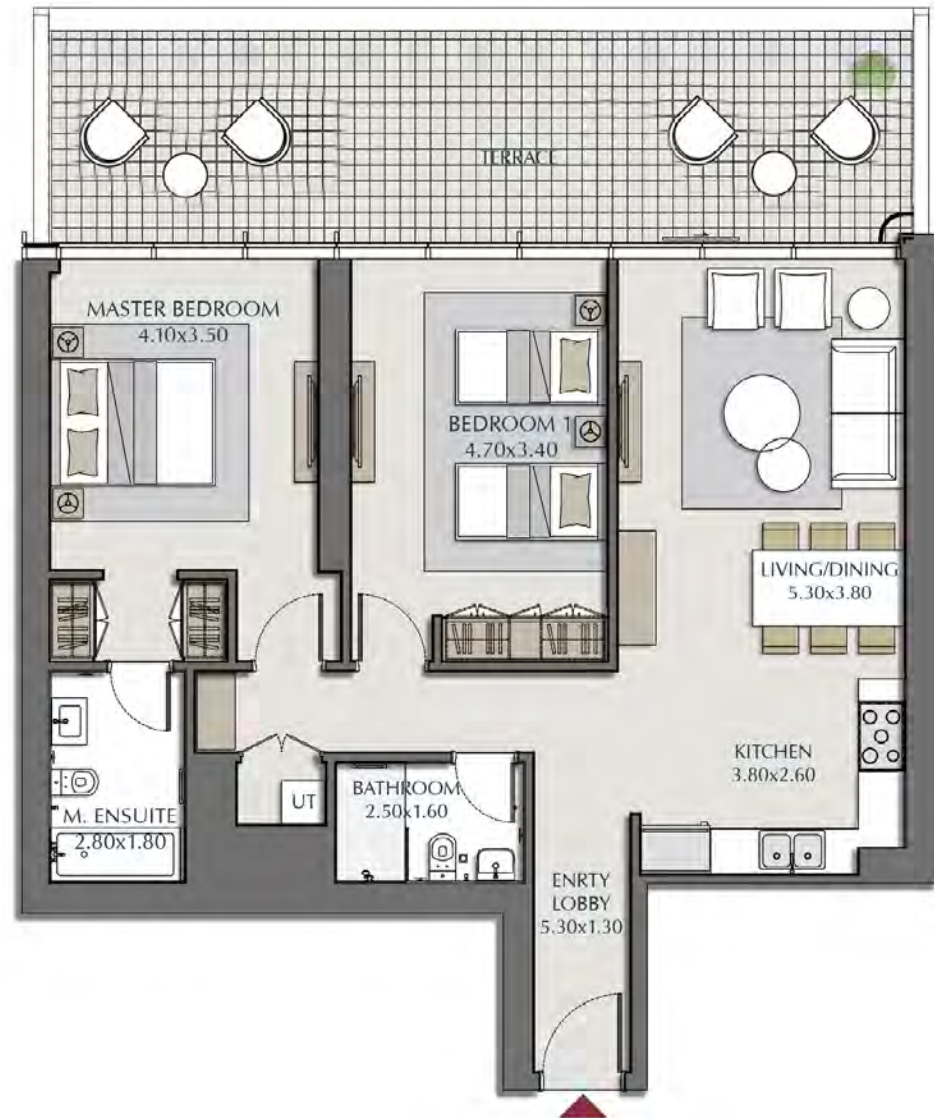 TERRACE
MASTER BEDROOM
4.10x3.50
BEDROOM 1
4.70x3.40
LIVING/DINING
5.30x3.80
KITCHEN
3.80x2.60
M. ENSUITE
2.80x1.80
UT
BATHROOM
2.50x1.60
ENRTY
LOBBY
5.30x1.30